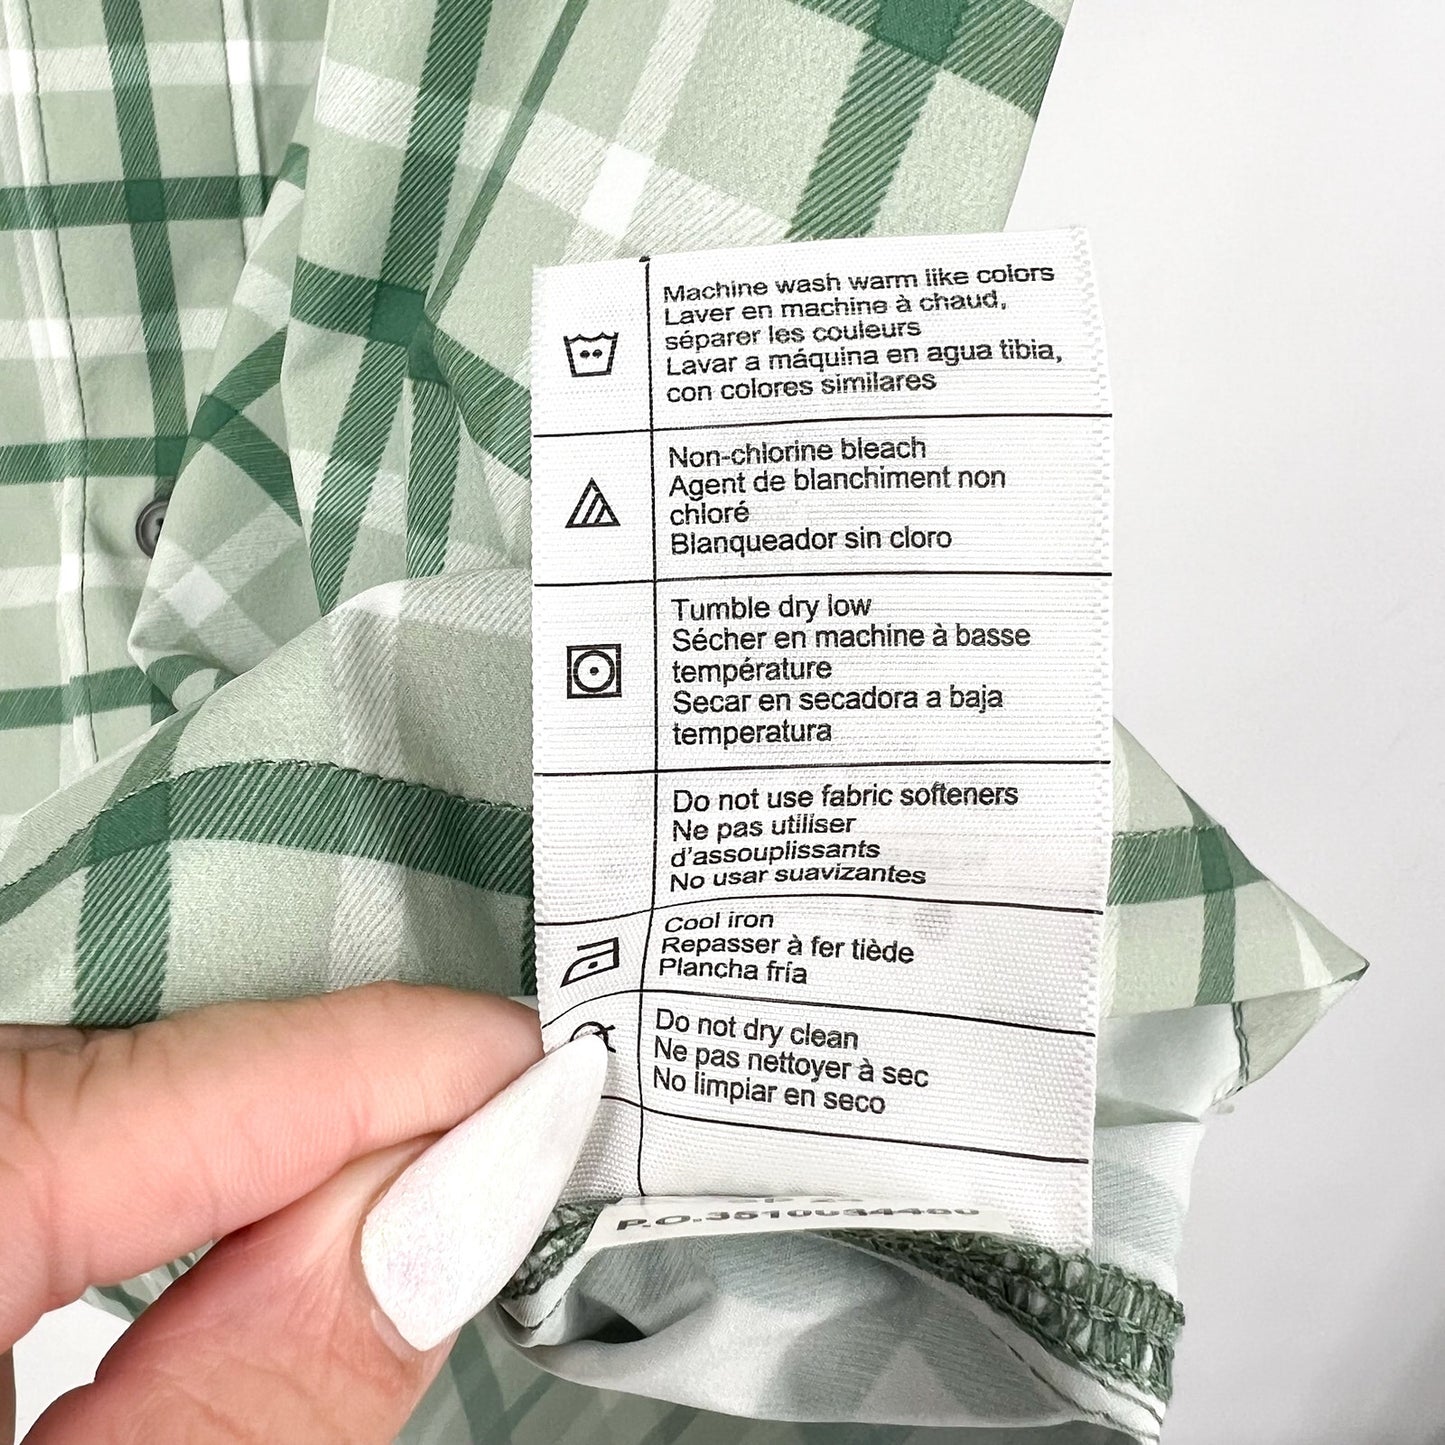 Machine wash warm like colors
Laver en machine à chaud,
séparer les couleurs
Lavar a máquina en agua tibia,
con colores similares
Non-chlorine bleach
Agent de blanchiment non
chloré
Blanqueador sin cloro
Tumble dry low
Sécher en machine à basse
température
Secar en secadora a baja
temperatura
Do not use fabric softeners
Ne pas utiliser
d'assouplissants
No usar suavizantes
Cool iron
Repasser à fer tiède
Plancha fría
Do not dry clean
Ne pas nettoyer à sec
No limpiar en seco